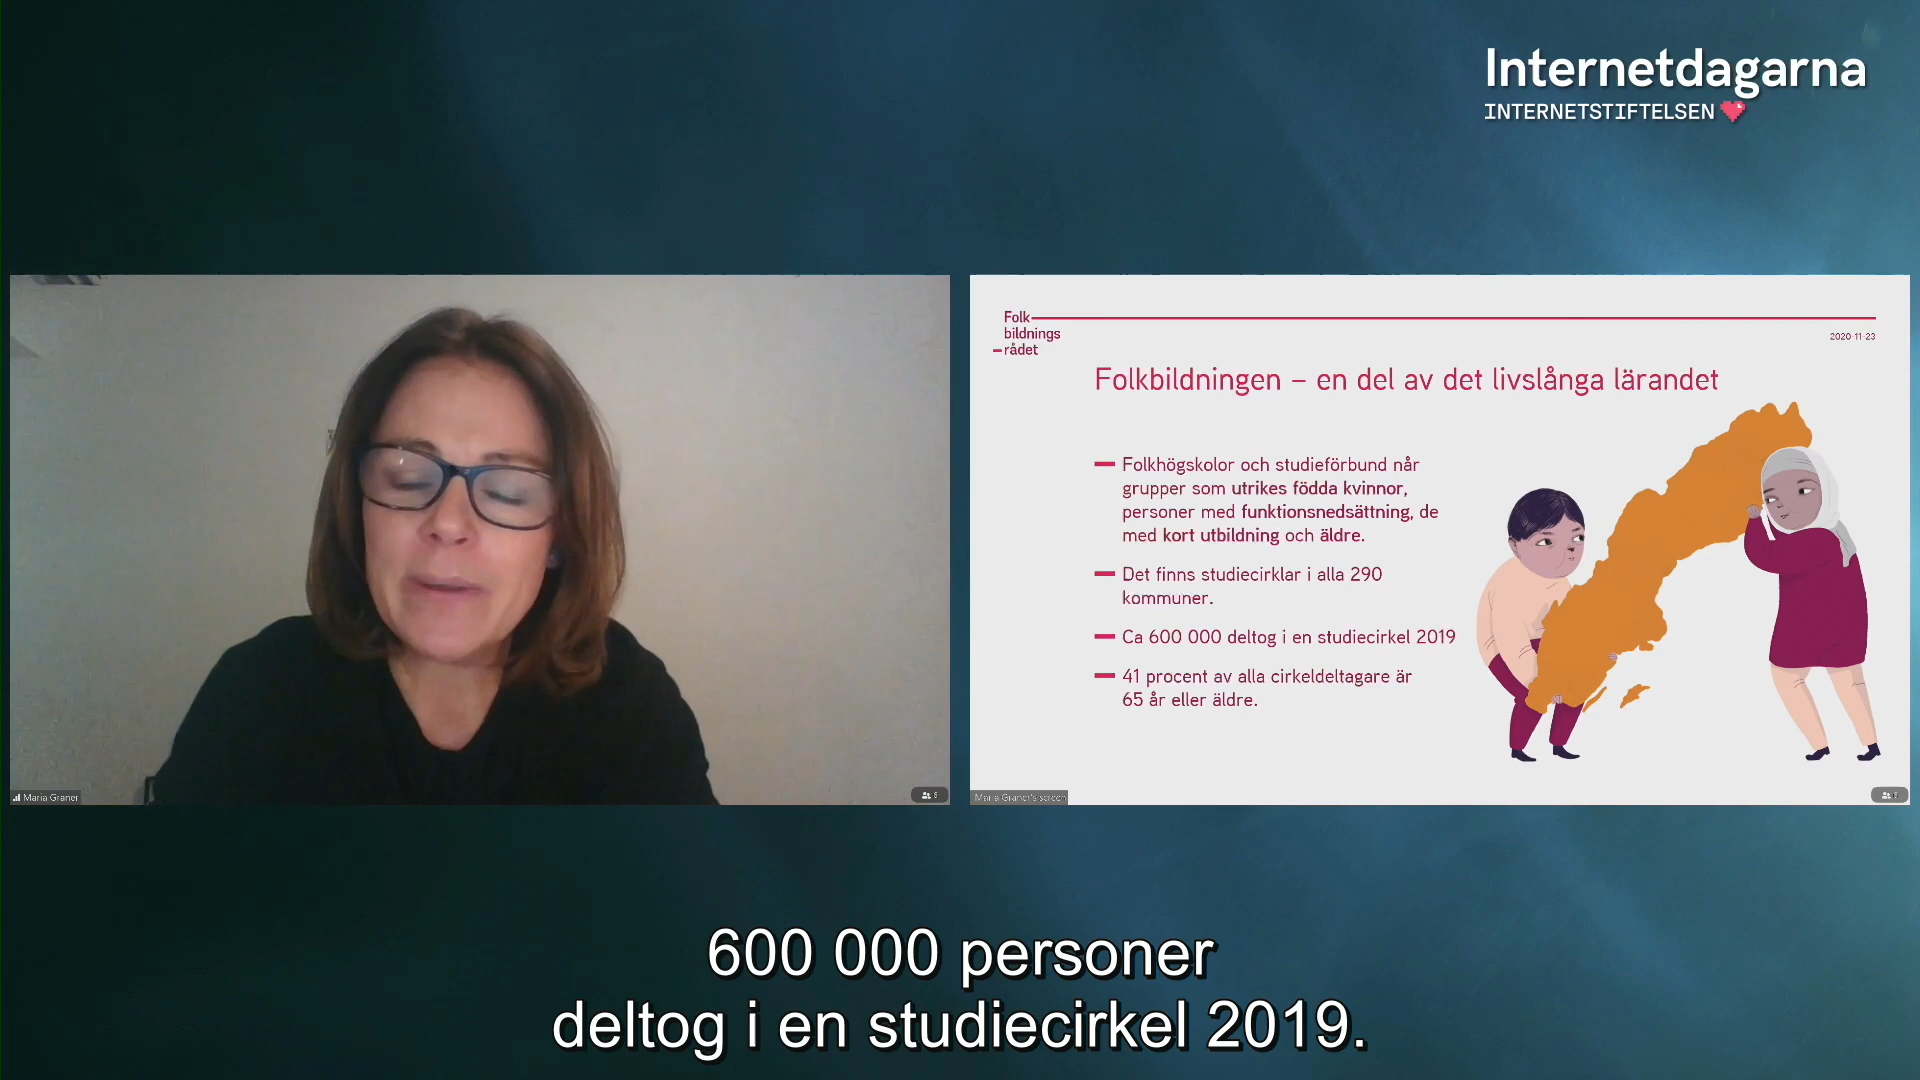 Internetdagarna
INTERNETSTIFTELSEN
Folk
bildnings
rådet
2020-11-23
Folkbildningen – en del av det livslånga lärandet
Folkhögskolor och studieförbund når
grupper som utrikes födda kvinnor,
personer med funktionsnedsättning, de
med kort utbildning och äldre.
Det finns studiecirklar i alla 290
kommuner.
Ca 600 000 deltog i en studiecirkel 2019
41 procent av alla cirkeldeltagare är
65 år eller äldre.
Maria Graner
Maria Graner's screen
600 000 personer
deltog i en studiecirkel 2019.